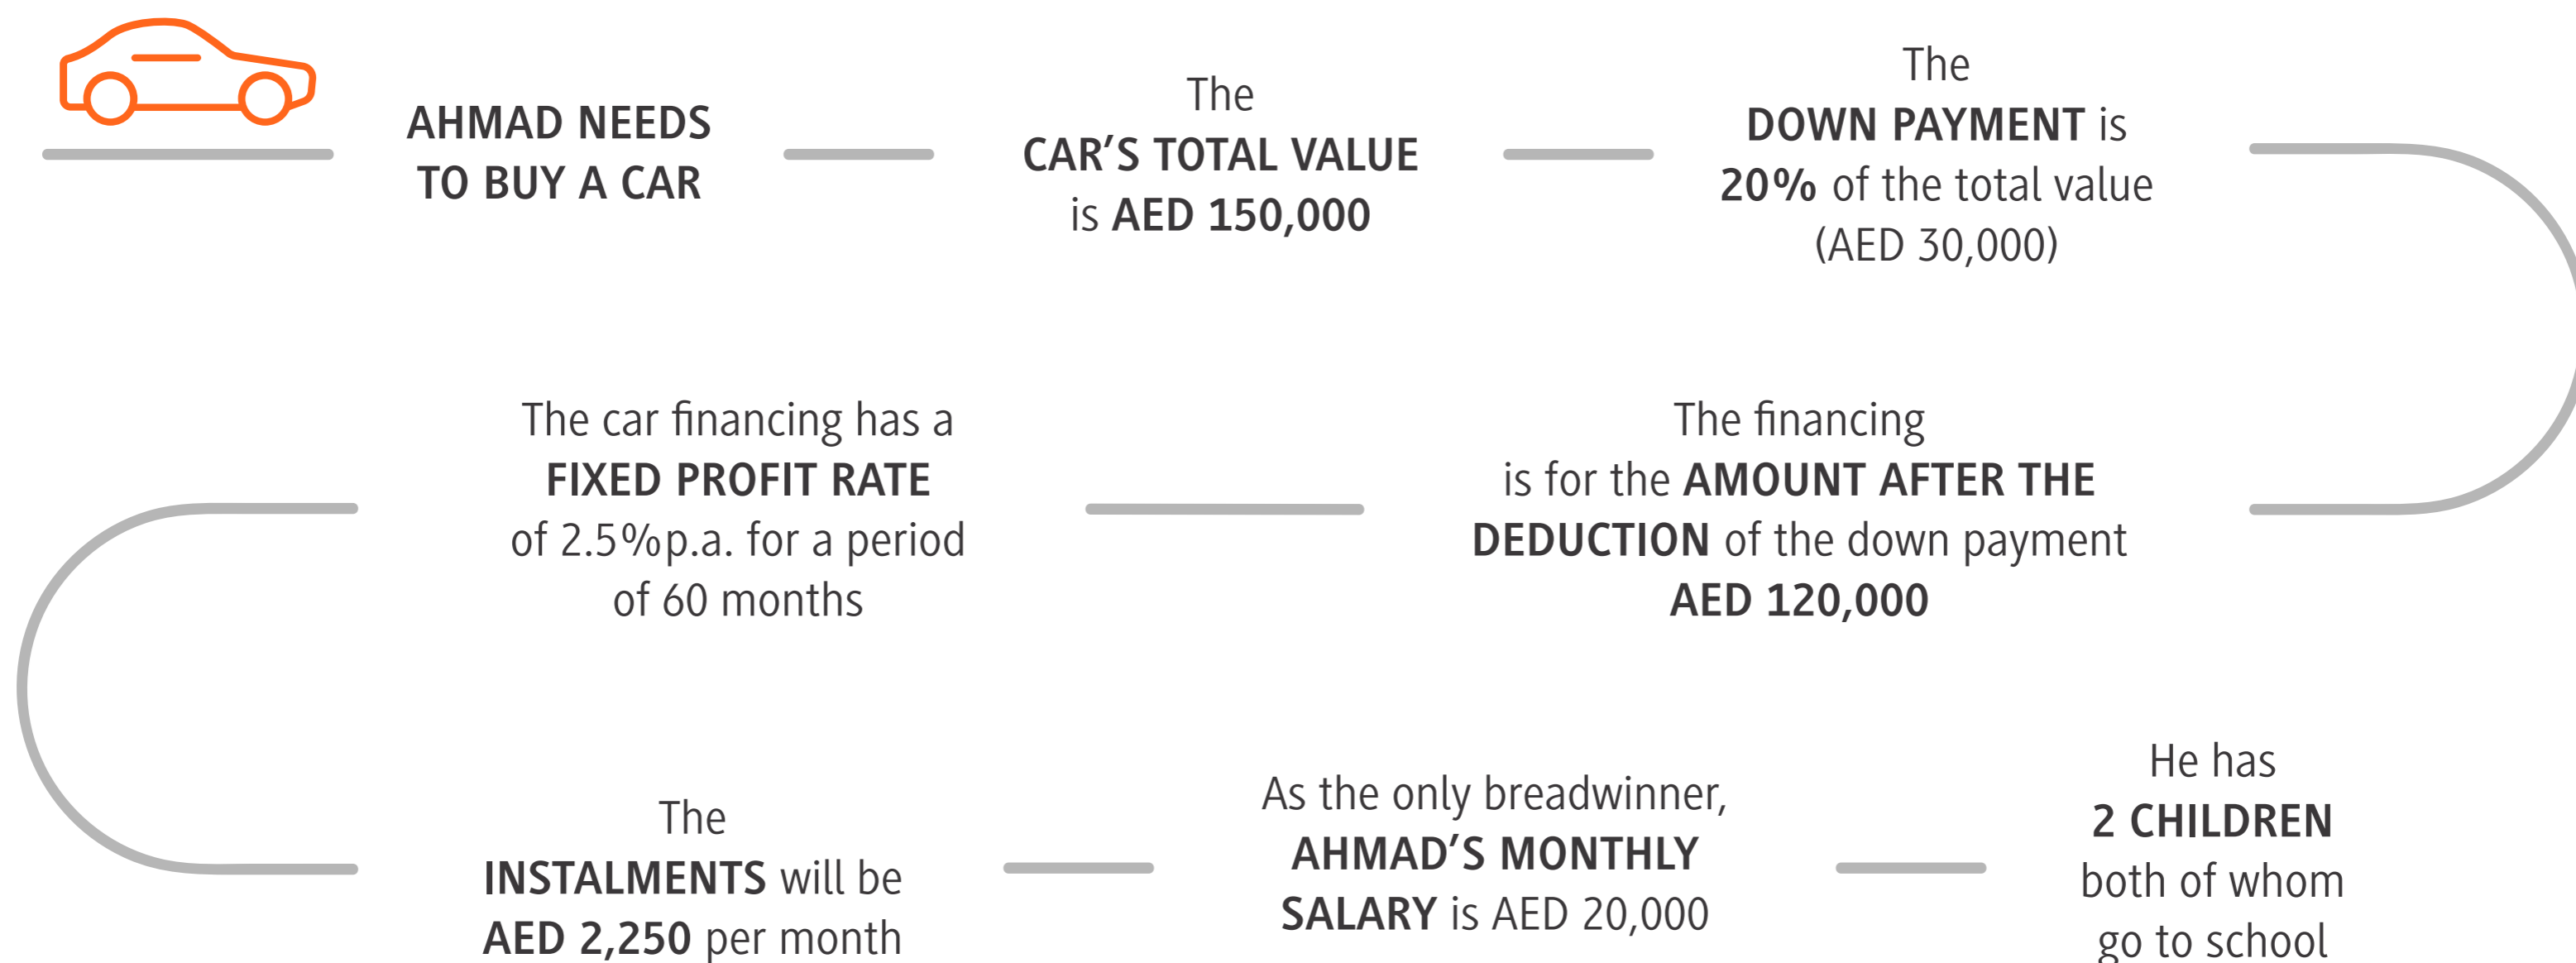 AHMAD NEEDS
TO BUY A CAR
The
CAR’S TOTAL VALUE
is AED 150,000
The
DOWN PAYMENT is
20% of the total value
(AED 30,000)
The financing
is for the AMOUNT AFTER THE
DEDUCTION of the down payment
AED 120,000
The car financing has a
FIXED PROFIT RATE
of 2.5%p.a. for a period
of 60 months
The
INSTALMENTS will be
AED 2,250 per month
As the only breadwinner,
AHMAD’S MONTHLY
SALARY is AED 20,000
He has
2 CHILDREN
both of whom
go to school